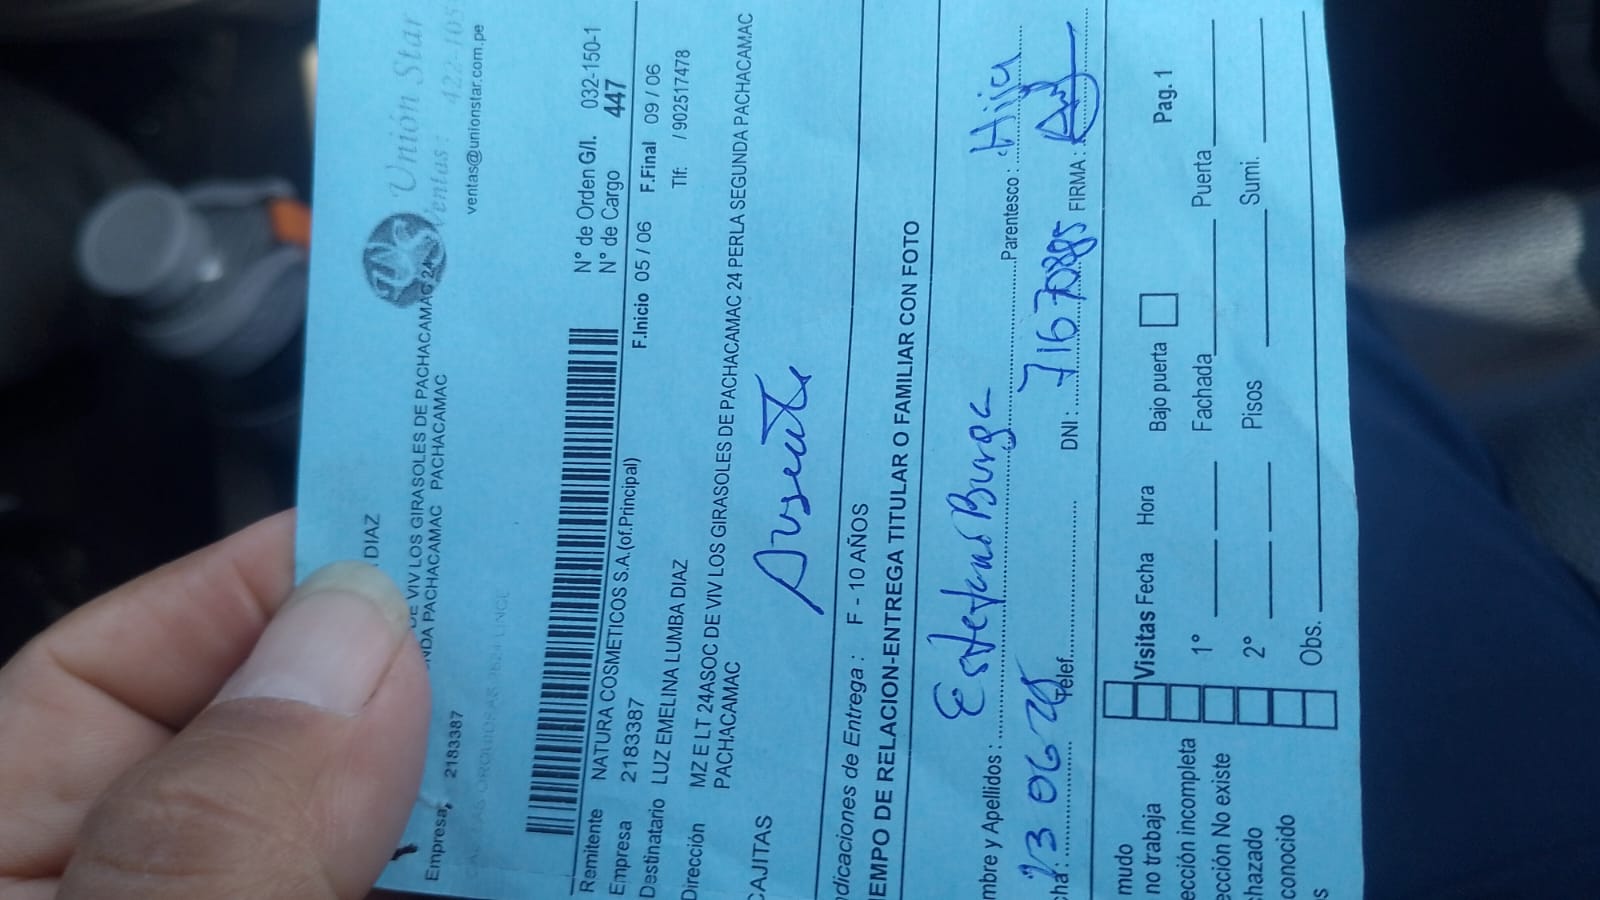 DIAZ
DE VIV LOS GIRASOLES DE PACHACAMAC 24
NDA PACHACAMAC PACHACAMAC
Empresa, 2183387
Unión Star
Ventas:
ventas@unionstar.com.pe
N° de Orden G/I. 032-150-1
N° de Cargo 447
Remitente NATURA COSMETICOS S.A.(of.Principal)
F.Inicio 05 / 06 F.Final 09 / 06
Empresa 2183387
Tlf: / 902517478
Destinatario LUZ EMELINA LUMBA DIAZ
Dirección MZ E LT 24ASOC DE VIV LOS GIRASOLES DE PACHACAMAC 24 PERLA SEGUNDA PACHACAMAC
PACHACAMAC
CAJITAS
Ausente
dicaciones de Entrega : F - 10 AÑOS
IEMPO DE RELACION-ENTREGA TITULAR O FAMILIAR CON FOTO
mbre y Apellidos : Burga Parentesco : Hija
cha : 06 Telef. DNI : 71670885 FIRMA :
mudo
no trabaja
Visitas Fecha Hora Bajo puerta Pag. 1
ección incompleta
1° Fachada Puerta
ección No existe
hazado
2° Pisos Sumi.
conocido
Obs.
s